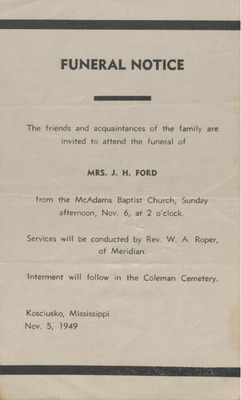 FUNERAL NOTICE
The friends and acquaintances of the family are
invited to attend the funeral of
MRS. J. H. FORD
from the McAdams Baptist Church, Sunday
afternoon, Nov. 6, at 2 o'clock.
Services will be conducted by Rev. W. A. Roper,
of Meridian.
Interment will follow in the Coleman Cemetery.
Kosciusko, Mississippi
Nov. 5, 1949